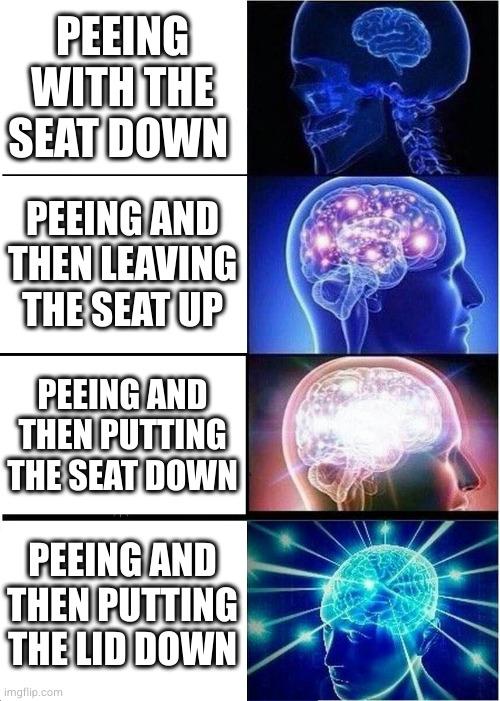 PEEING
WITH THE
SEAT DOWN
PEEING AND
THEN LEAVING
THE SEAT UP
PEEING AND
THEN PUTTING
THE SEAT DOWN
PEEING AND
THEN PUTTING
THE LID DOWN
imgflip.com